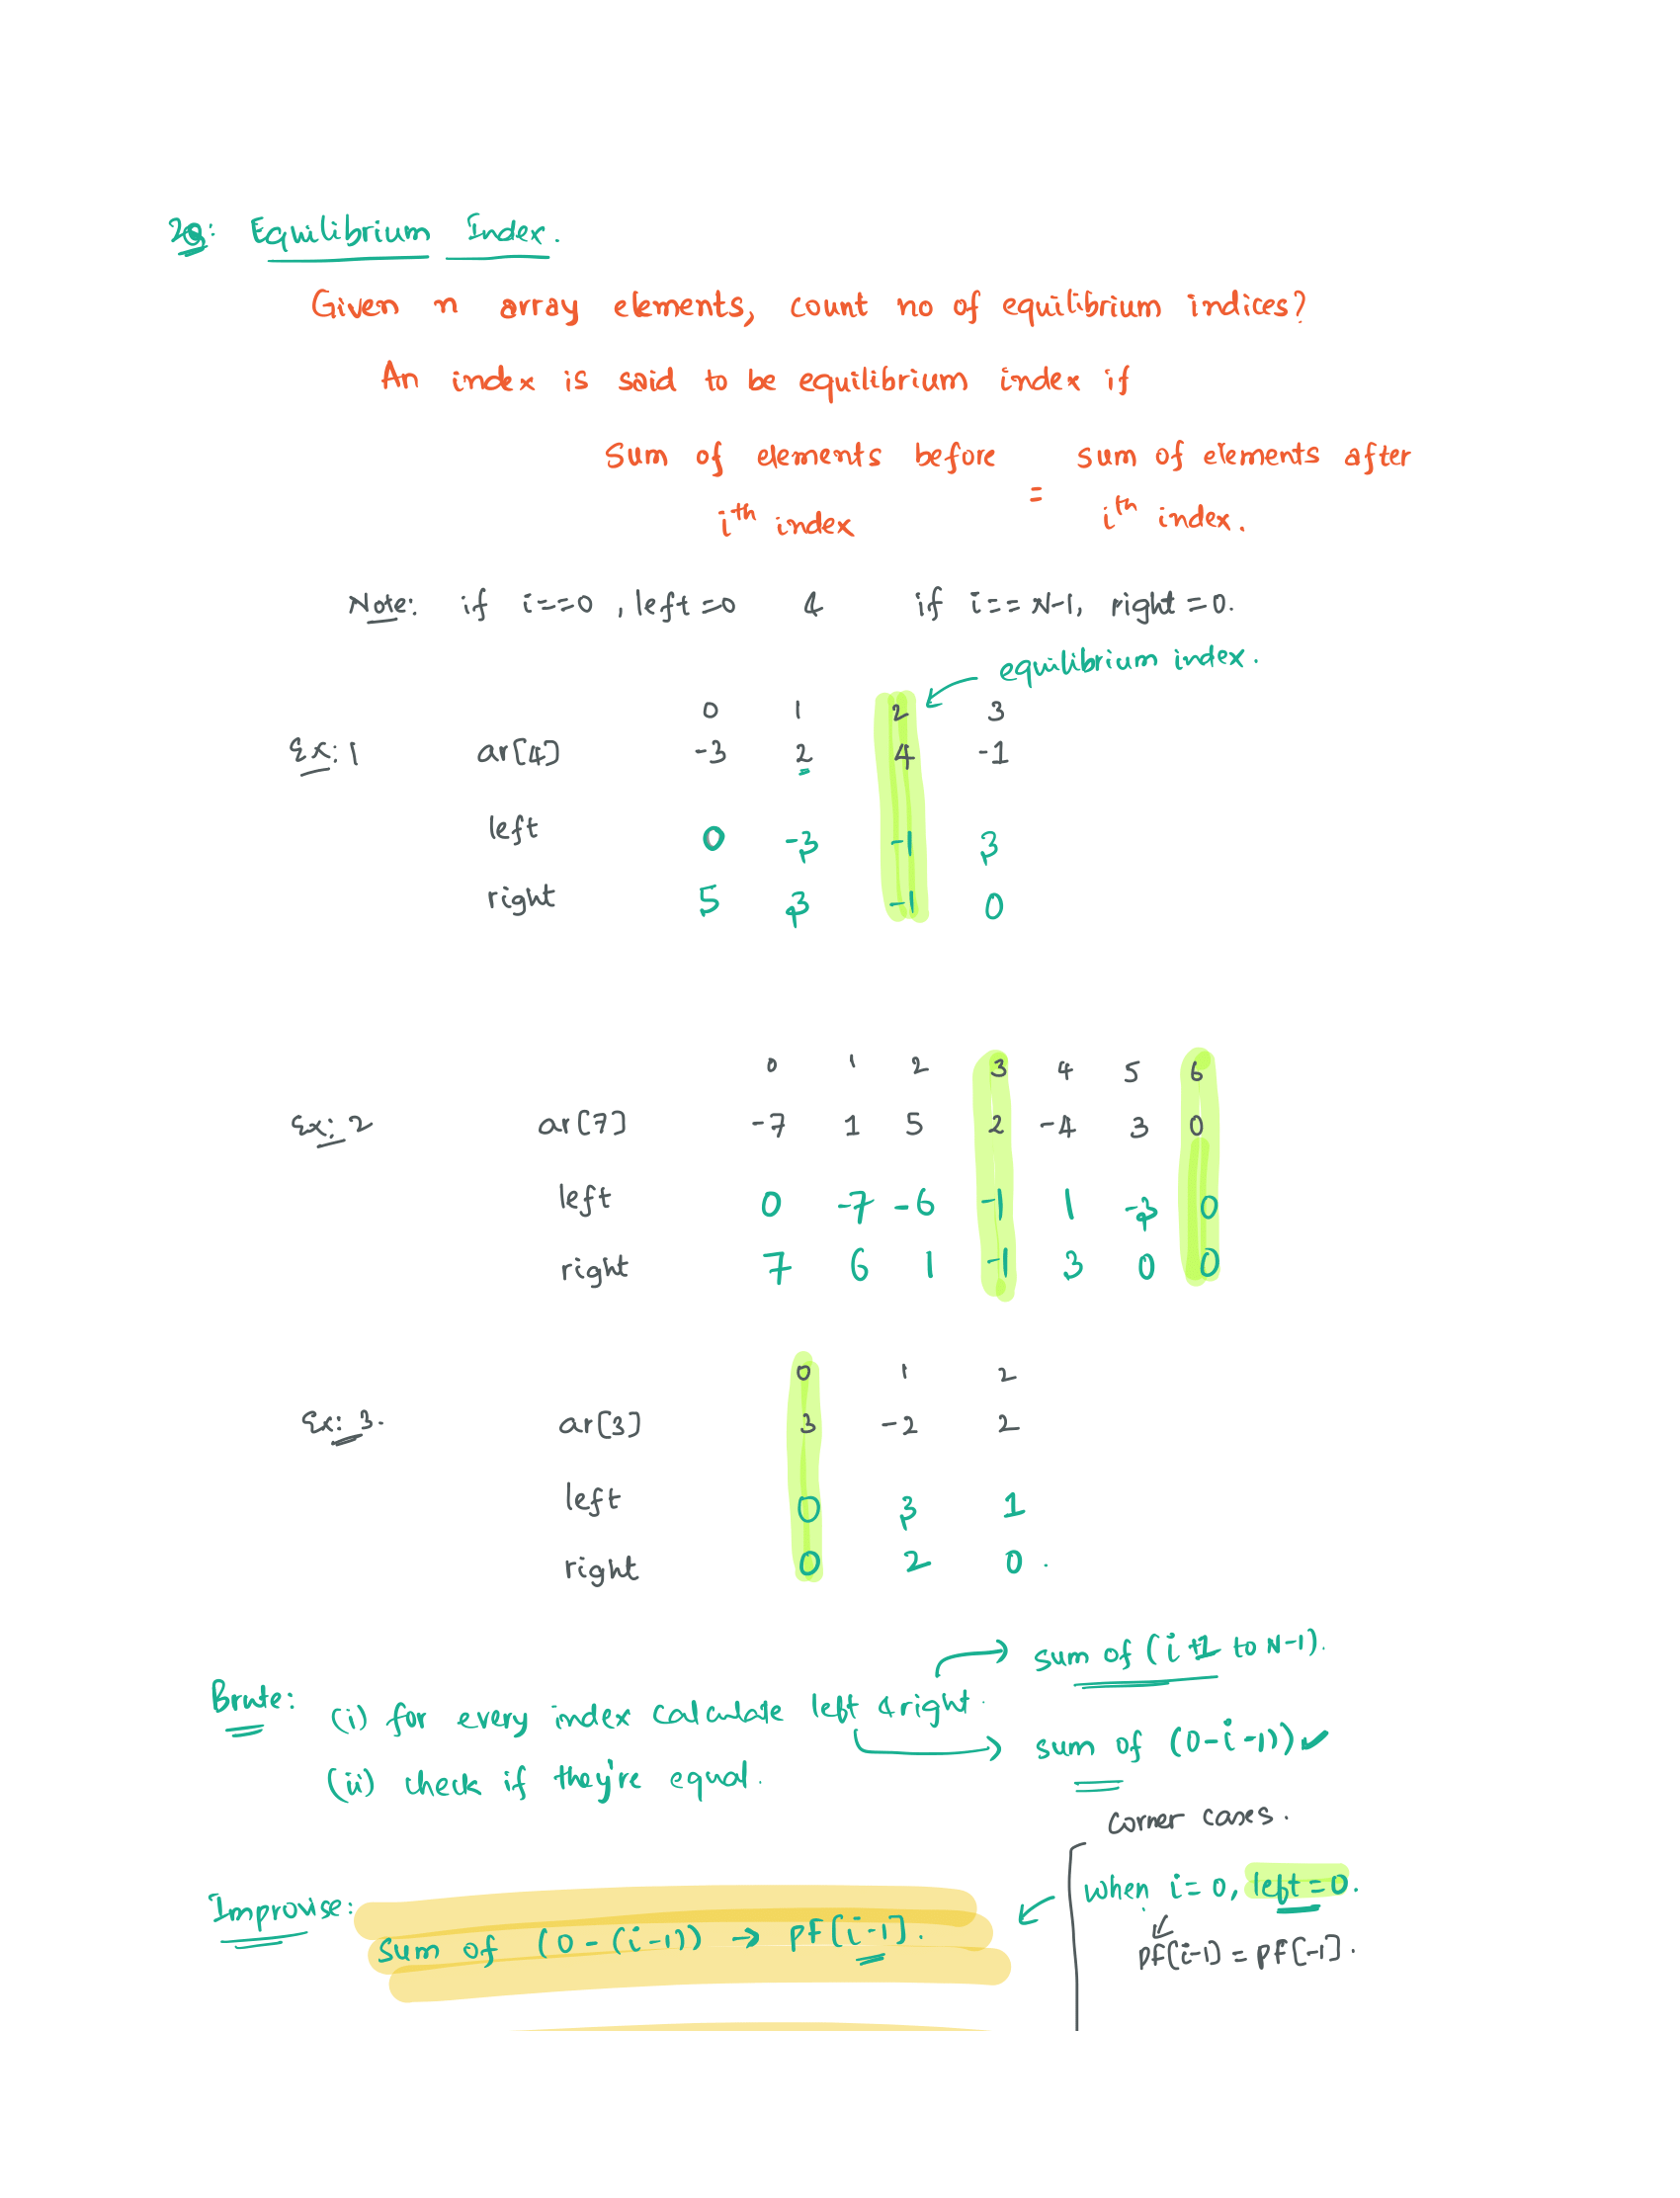 2Q: Equilibrium Index.
Given n array elements, count no of equilibrium indices?
An index is said to be equilibrium index if
Sum of elements before = sum of elements after
ith index ith index.
Note: if i==0, left=0 & if i==N-1, right=0.
equilibrium index.
0 1 2 3
Ex:1 ar[4] -3 2 4 -1
left 0 -3 -1 3
right 5 3 -1 0
0 1 2 3 4 5 6
Ex:2 ar[7] -7 1 5 2 -4 3 0
left 0 -7 -6 -1 1 -3 0
right 7 6 1 -1 3 0 0
0 1 2
Ex:3. ar[3] 3 -2 2
left 0 3 1
right 0 2 0.
sum of (i+1 to N-1).
Brute: (i) for every index calculate left & right.
sum of (0-i-1))✓
(ii) check if they're equal.
Corner cases.
when i=0, left=0.
Improvise: sum of (0-(i-1)) → pf[i-1].
pf[i-1] = pf[-1].